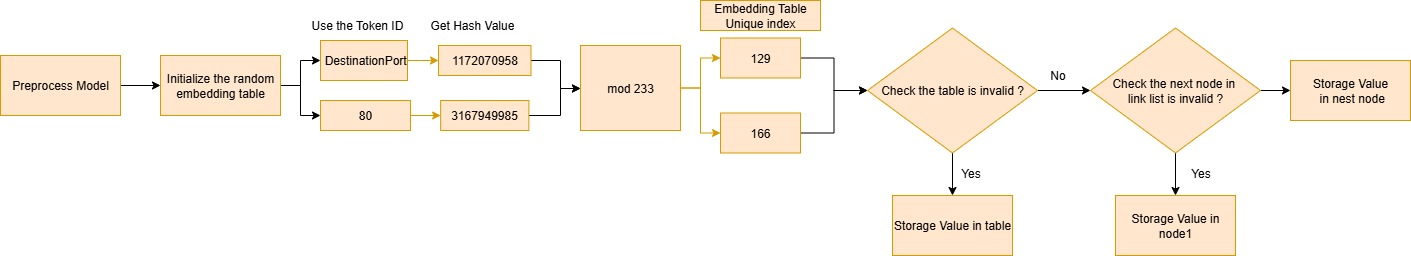 Preprocess Model
Initialize the random
embedding table
Use the Token ID
DestinationPort
80
Get Hash Value
1172070958
3167949985
mod 233
Embedding Table
Unique index
129
166
Check the table is invalid ?
Yes
Storage Value in table
No
Check the next node in
link list is invalid ?
Yes
Storage Value in
node1
Storage Value
in nest node